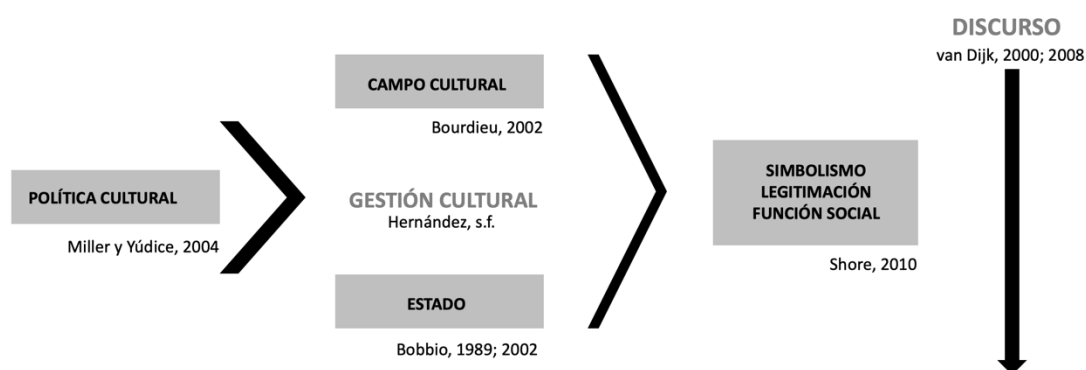 DISCURSO
van Dijk, 2000; 2008
CAMPO CULTURAL
Bourdieu, 2002
POLÍTICA CULTURAL
Miller y Yúdice, 2004
GESTIÓN CULTURAL
Hernández, s.f.
ESTADO
Bobbio, 1989; 2002
SIMBOLISMO
LEGITIMACIÓN
FUNCIÓN SOCIAL
Shore, 2010